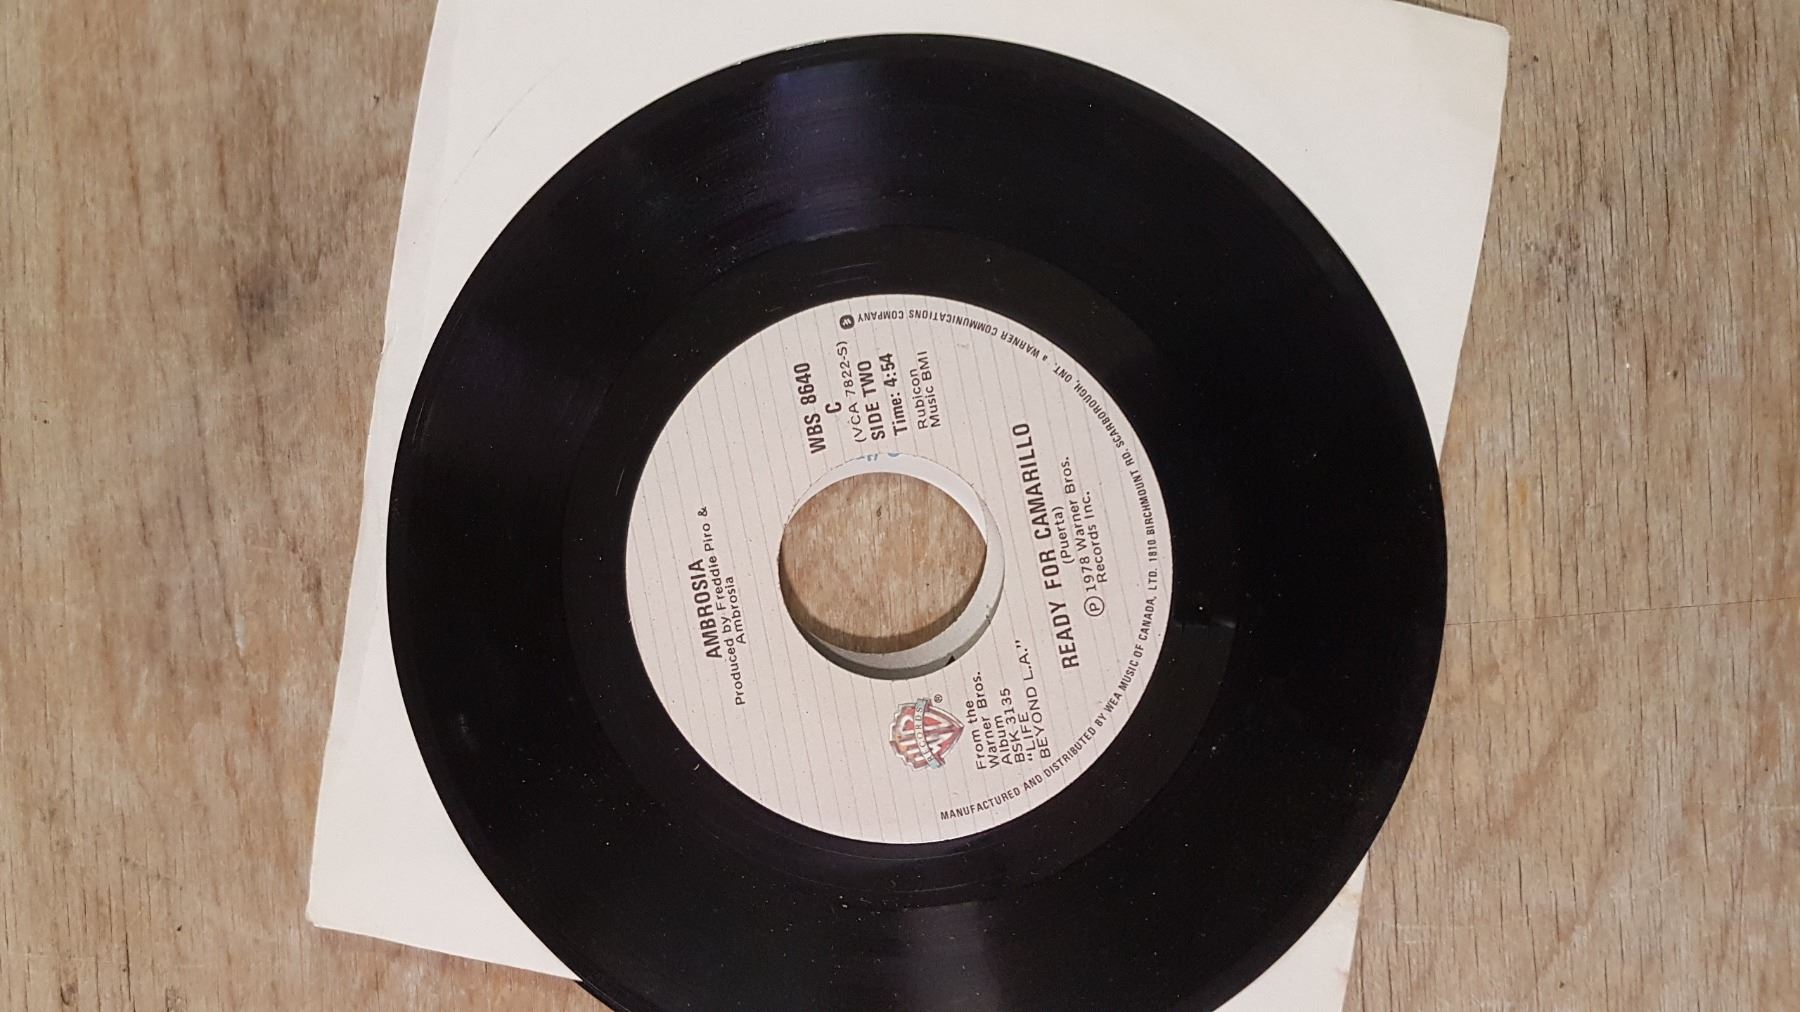 AMBROSIA
Produced by Freddie Piro &
Ambrosia
WBS 8640
C
(VCA 7822-S)
SIDE TWO
Time: 4:54
Rubicon
Music BMI
RECORDS
®
From the
Warner Bros.
Album
BSK 3135
"LIFE
BEYOND L.A."
READY FOR CAMARILLO
(Puerta)
Ⓟ 1978 Warner Bros.
Records Inc.
MANUFACTURED AND DISTRIBUTED BY WEA MUSIC OF CANADA, LTD. 1810 BIRCHMOUNT RD. SCARBOROUGH, ONT. a WARNER COMMUNICATIONS COMPANY